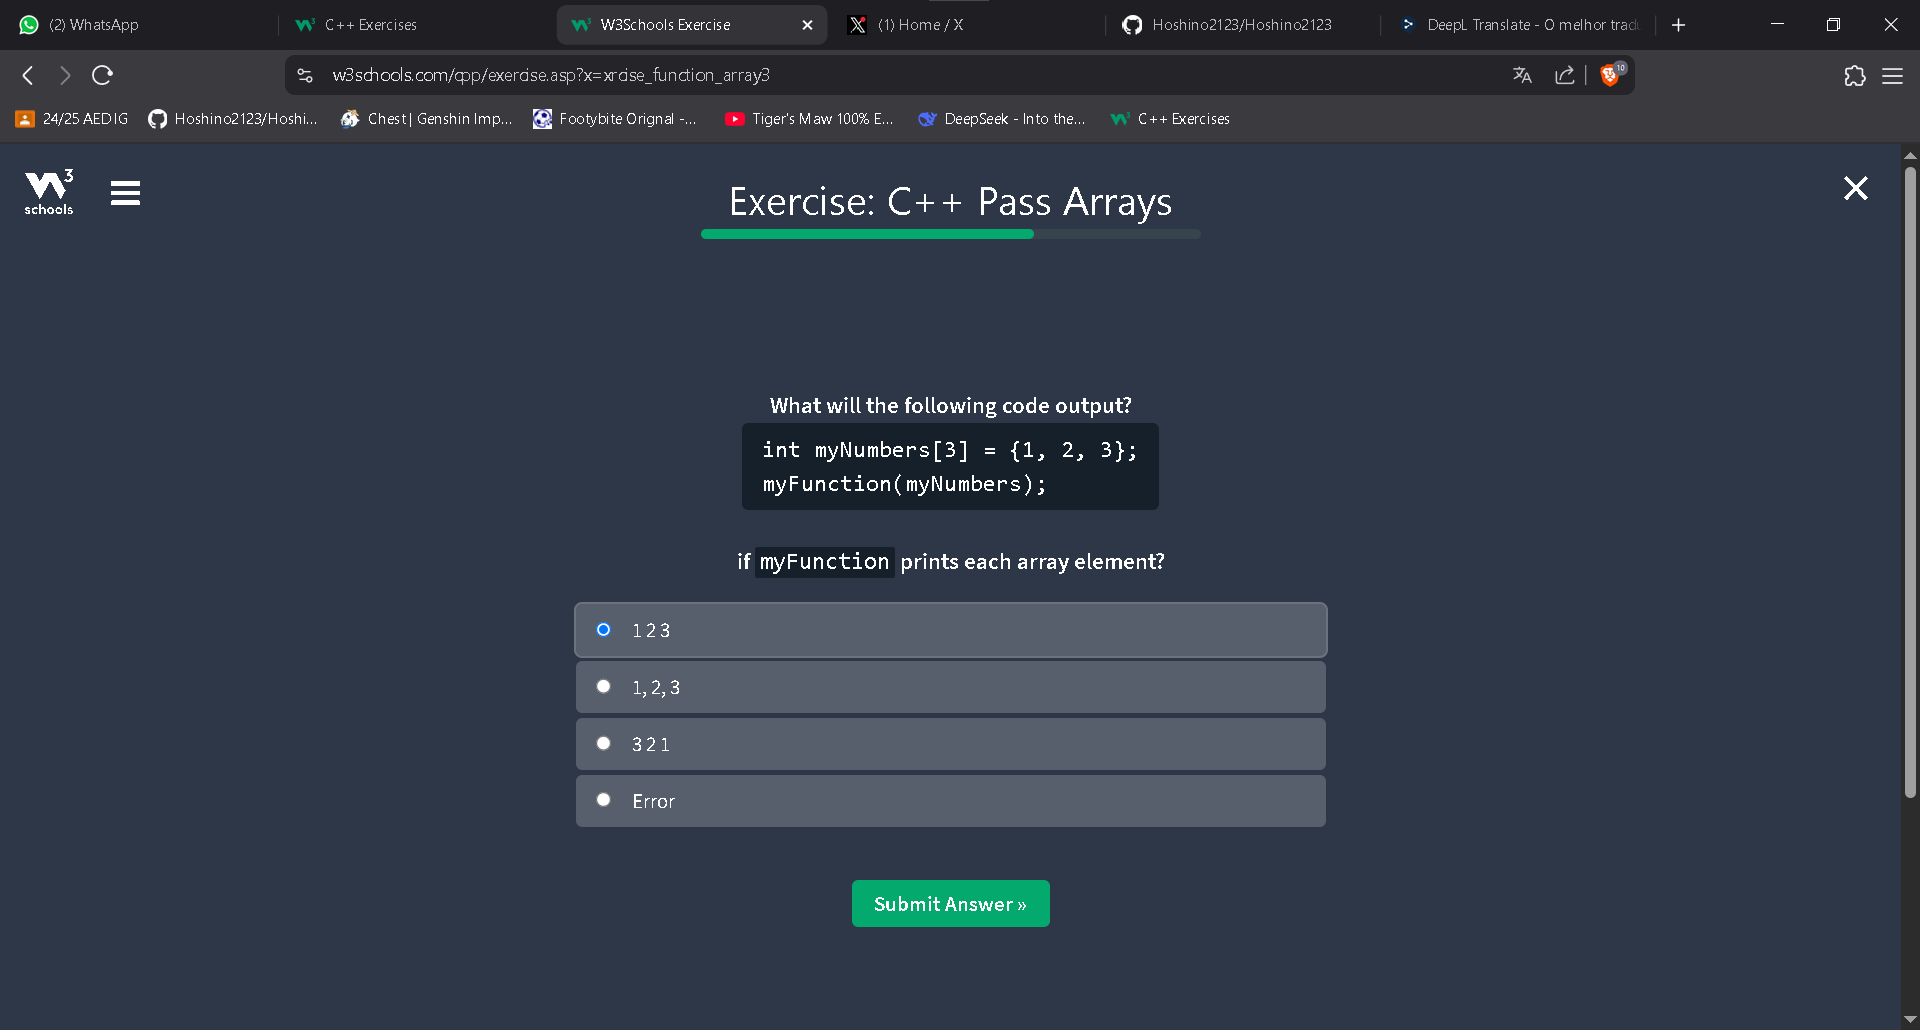 (2) WhatsApp
C++ Exercises
W3Schools Exercise
(1) Home / X
Hoshino2123/Hoshino2123
DeepL Translate - O melhor trad
w3schools.com/cpp/exercise.asp?x=xrcise_function_array3
10
24/25 AEDIG
Hoshino2123/Hoshi...
Chest | Genshin Imp...
Footybite Orignal -...
Tiger's Maw 100% E...
DeepSeek - Into the...
C++ Exercises
W3
schools
Exercise: C++ Pass Arrays
What will the following code output?
int myNumbers[3] = {1, 2, 3};
myFunction(myNumbers);
if myFunction prints each array element?
1 2 3
1, 2, 3
3 2 1
Error
Submit Answer »